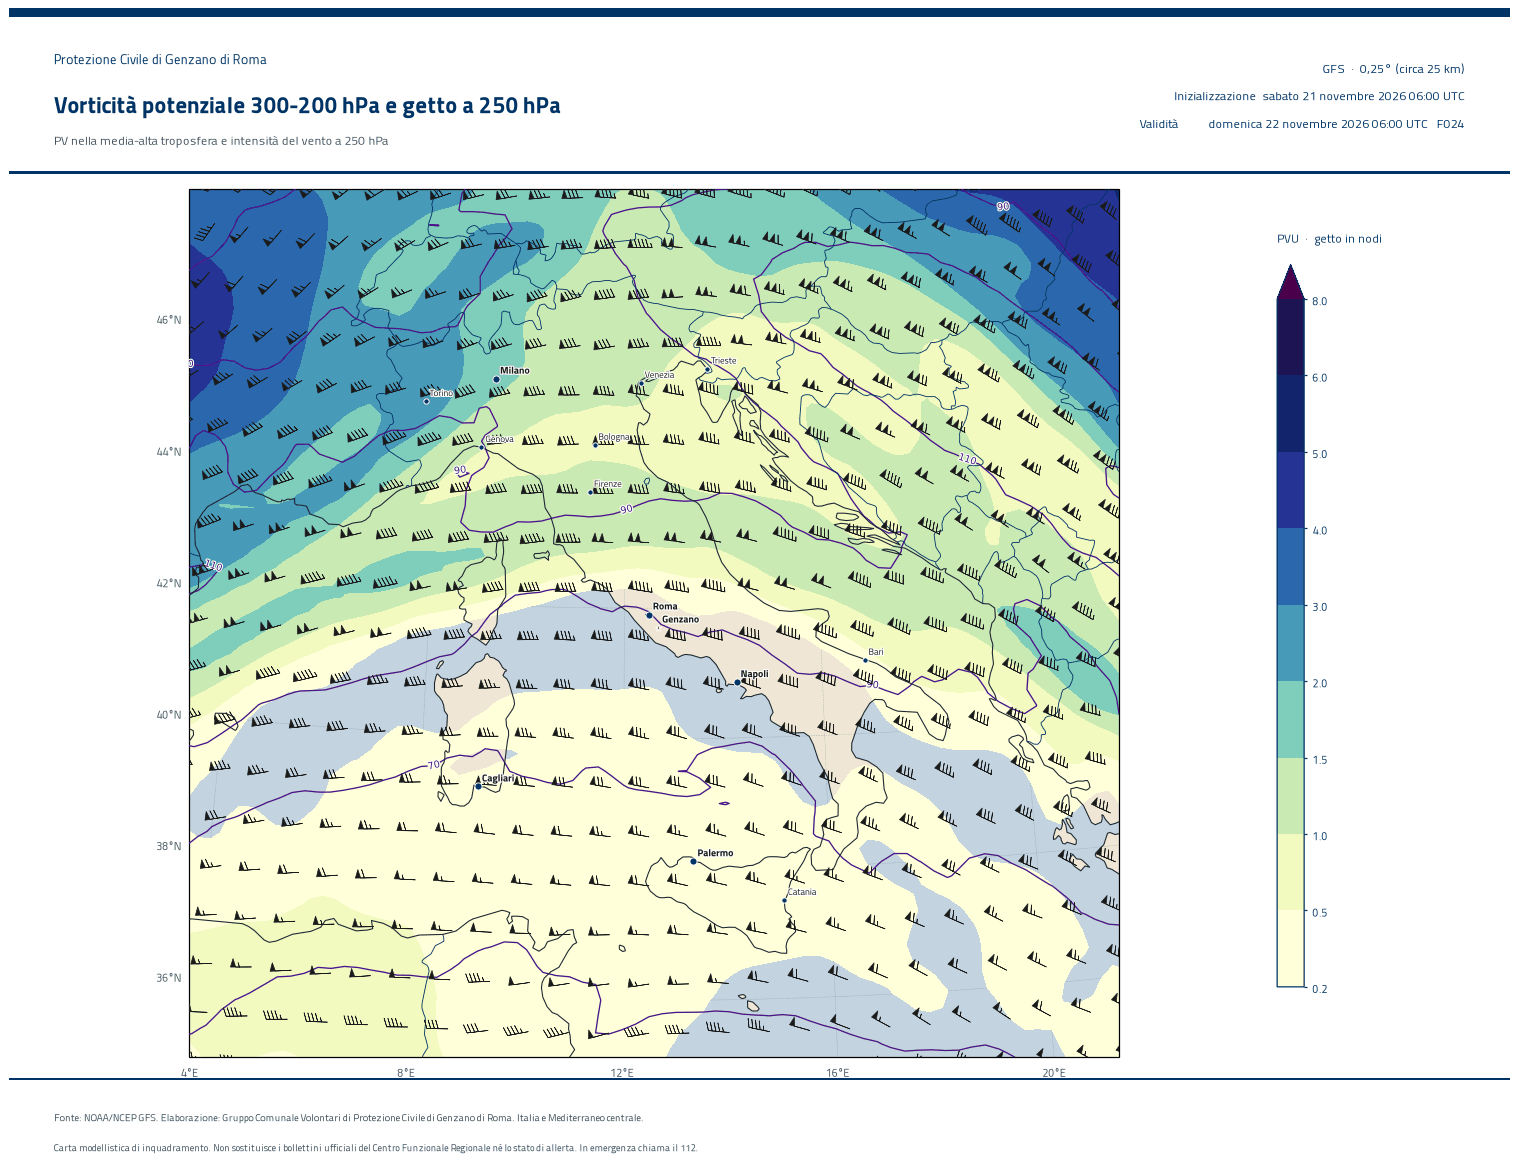 Protezione Civile di Genzano di Roma
Vorticità potenziale 300-200 hPa e getto a 250 hPa
PV nella media-alta troposfera e intensità del vento a 250 hPa
GFS · 0,25° (circa 25 km)
Inizializzazione sabato 21 novembre 2026 06:00 UTC
Validità domenica 22 novembre 2026 06:00 UTC F024
PVU · getto in nodi
8.0
6.0
5.0
4.0
3.0
2.0
1.5
1.0
0.5
0.2
46°N
44°N
42°N
40°N
38°N
36°N
4°E
8°E
12°E
16°E
20°E
90
Trieste
Milano
Venezia
Torino
Genova
Bologna
90
110
Firenze
90
110
Roma
Genzano
Bari
Napoli
90
70
Cagliari
Palermo
Catania
Fonte: NOAA/NCEP GFS. Elaborazione: Gruppo Comunale Volontari di Protezione Civile di Genzano di Roma. Italia e Mediterraneo centrale.
Carta modellistica di inquadramento. Non sostituisce i bollettini ufficiali del Centro Funzionale Regionale né lo stato di allerta. In emergenza chiama il 112.